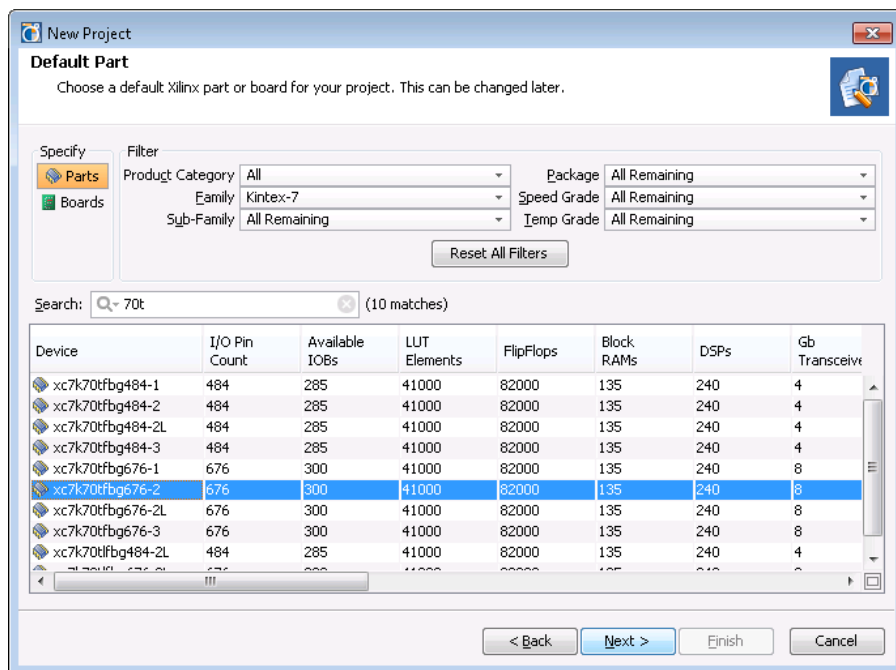 New Project
Default Part
Choose a default Xilinx part or board for your project. This can be changed later.
Specify Filter
Parts Product Category All Package All Remaining
Boards Family Kintex-7 Speed Grade All Remaining
Sub-Family All Remaining Temp Grade All Remaining
Reset All Filters
Search: 70t (10 matches)
Device I/O Pin Count Available IOBs LUT Elements FlipFlops Block RAMs DSPs Gb
xc7k70tfbg484-1 484 285 41000 82000 135 240 4
xc7k70tfbg484-2 484 285 41000 82000 135 240 4
xc7k70tfbg484-2L 484 285 41000 82000 135 240 4
xc7k70tfbg484-3 484 285 41000 82000 135 240 4
xc7k70tfbg676-1 676 300 41000 82000 135 240 8
xc7k70tfbg676-2 676 300 41000 82000 135 240 8
xc7k70tfbg676-2L 676 300 41000 82000 135 240 8
xc7k70tfbg676-3 676 300 41000 82000 135 240 8
xc7k70tlfbg484-2L 484 285 41000 82000 135 240 4
< Back Next > Finish Cancel